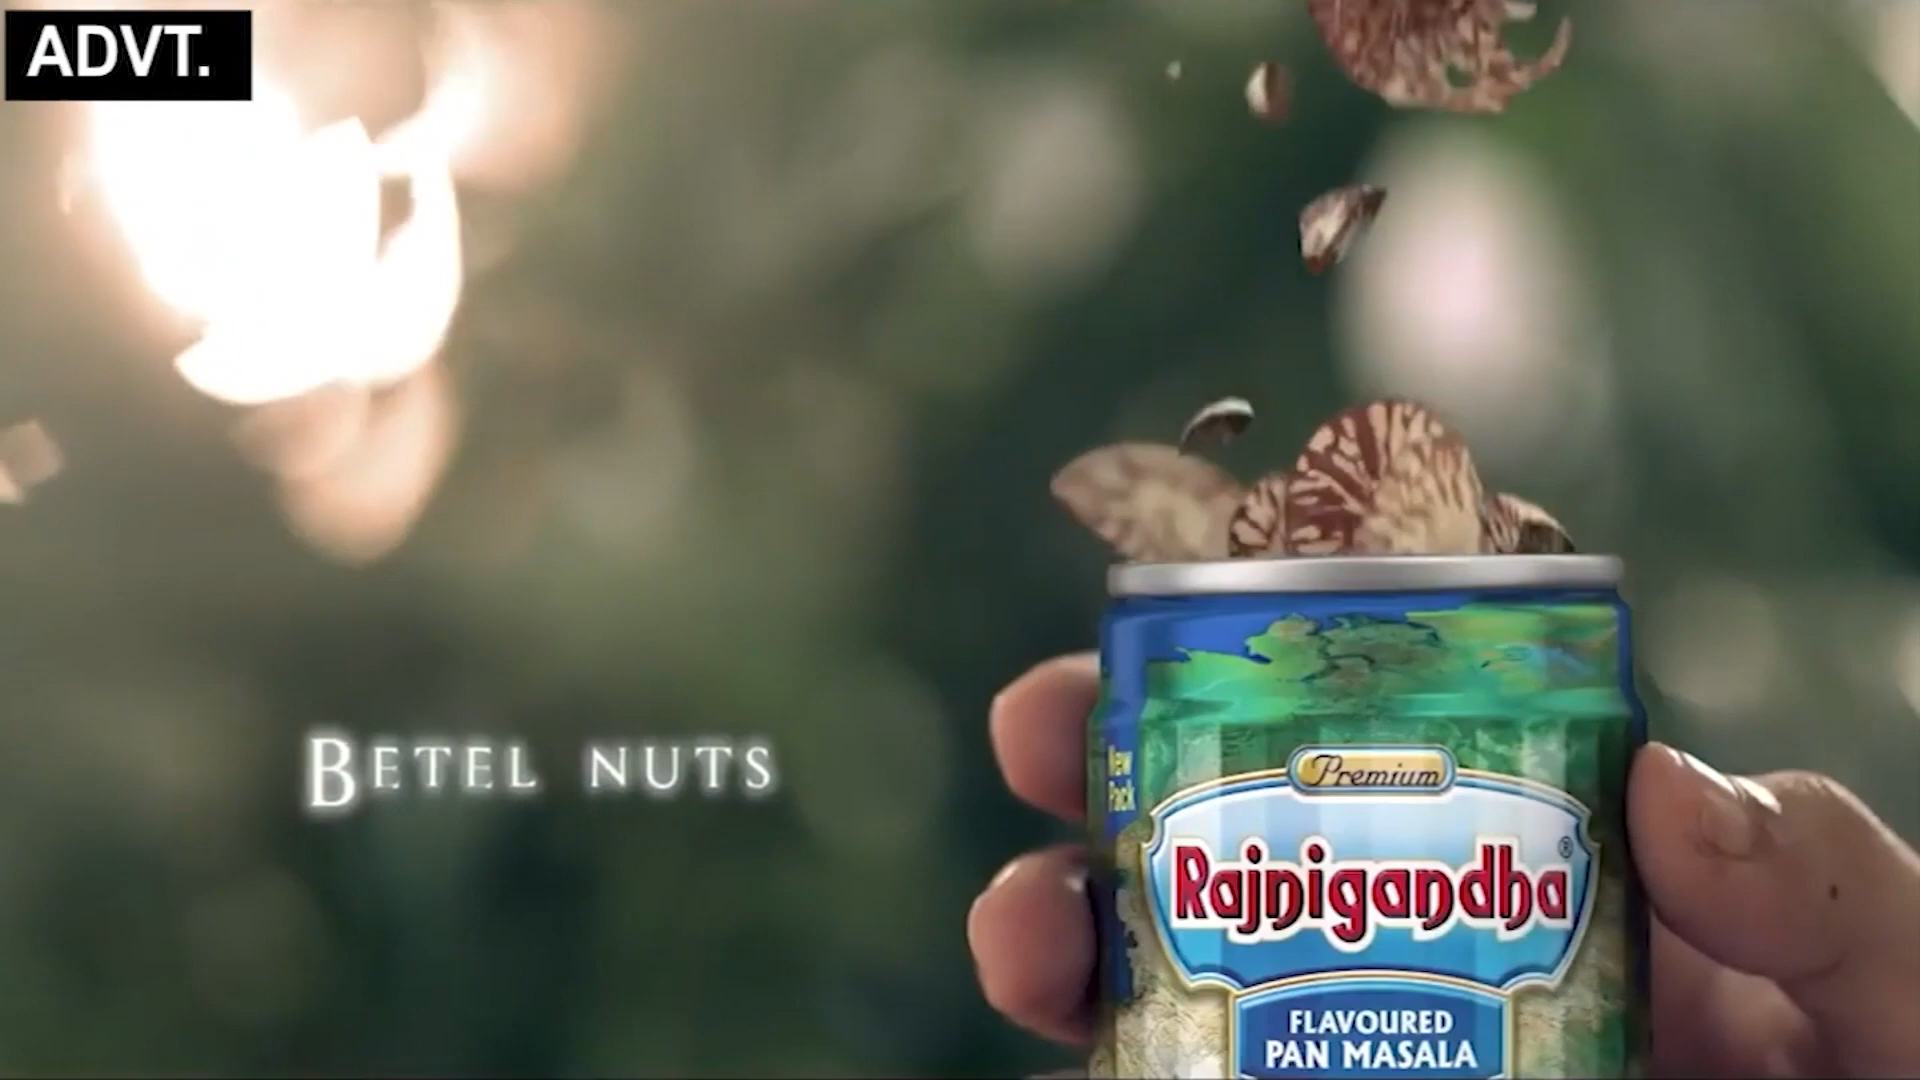 ADVT.
BETEL NUTS
New
Pack
Premium
Rajnigandha®
FLAVOURED
PAN MASALA